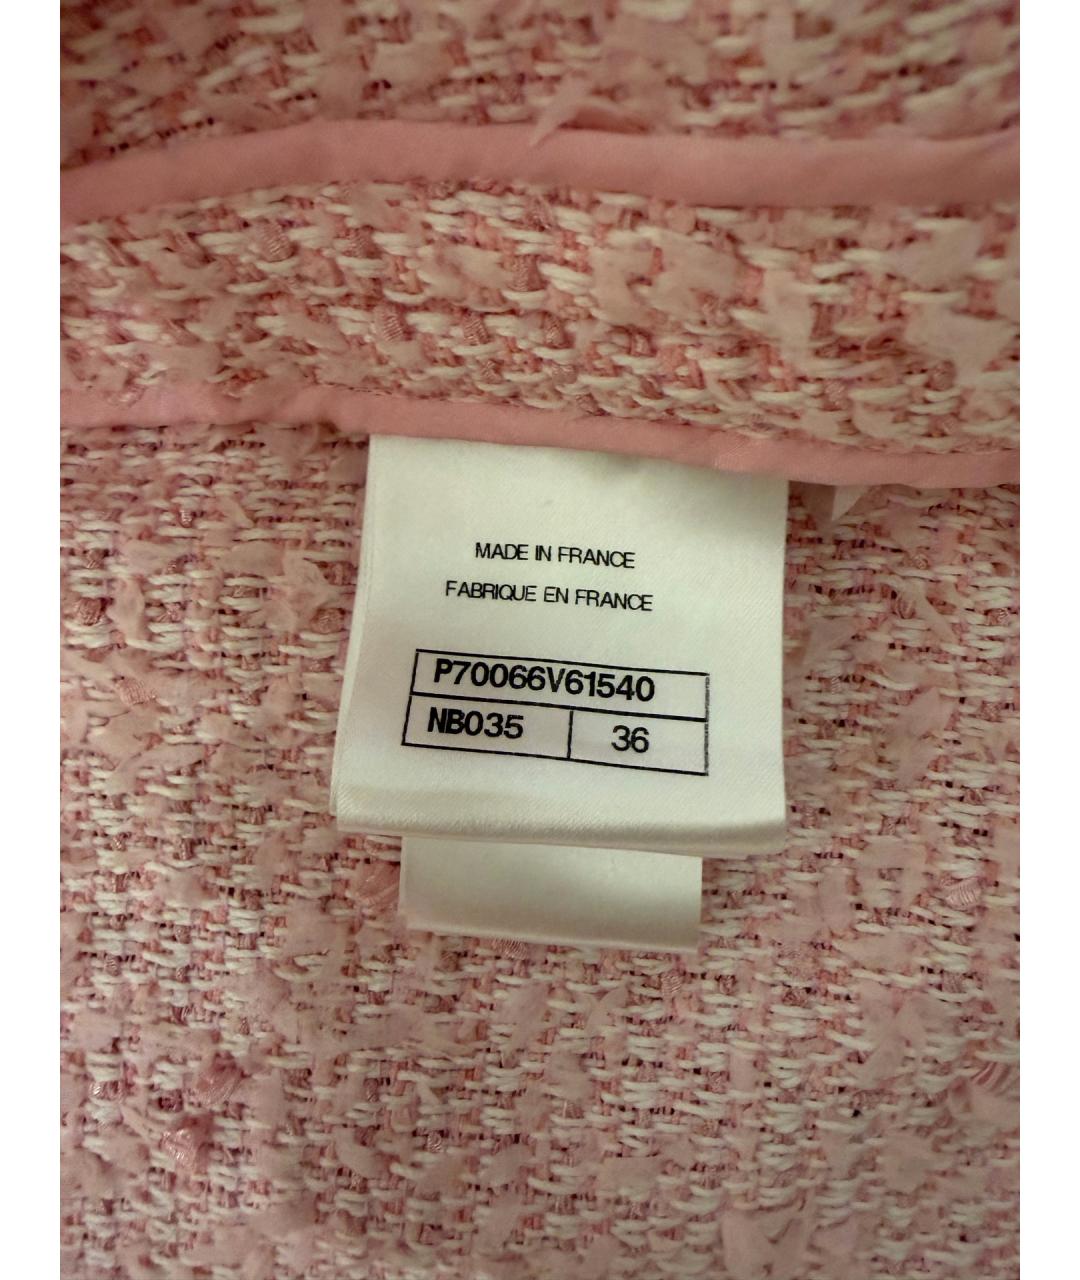 MADE IN FRANCE
FABRIQUE EN FRANCE
P70066V61540
NB035 36